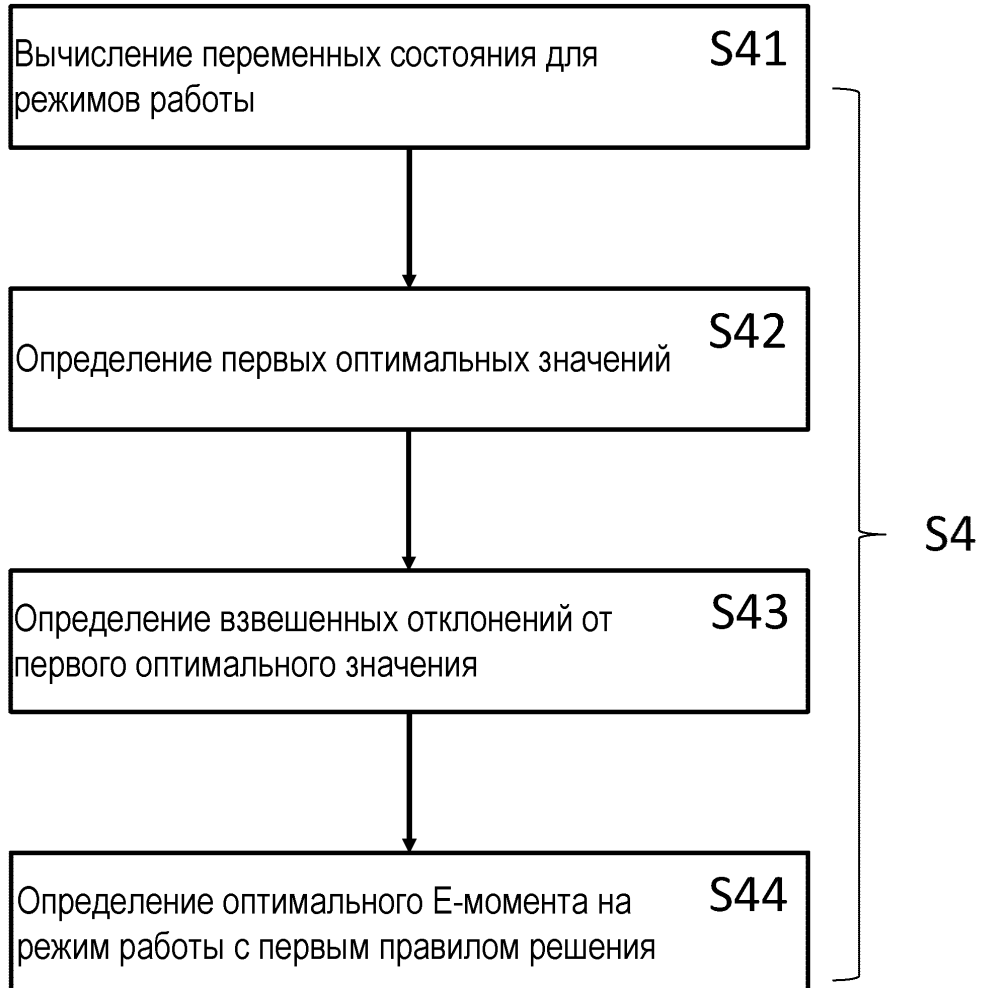 Вычисление переменных состояния для
режимов работы
S41
Определение первых оптимальных значений
S42
S4
Определение взвешенных отклонений от
первого оптимального значения
S43
Определение оптимального Е-момента на
режим работы с первым правилом решения
S44